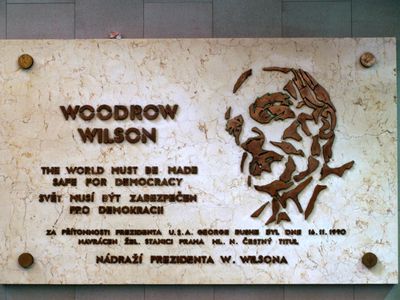 WOODROW
WILSON
THE WORLD MUST BE MADE
SAFE FOR DEMOCRACY
SVĚT MUSÍ BÝT ZABEZPEČEN
PRO DEMOKRACII
ZA PŘÍTOMNOSTI PREZIDENTA U.S.A. GEORGE BUSHE BYL DNE 16.11.1990
NAVRÁCEN ŽEL. STANICI PRAHA HL. N. ČESTNÝ TITUL
NÁDRAŽÍ PREZIDENTA W. WILSONA